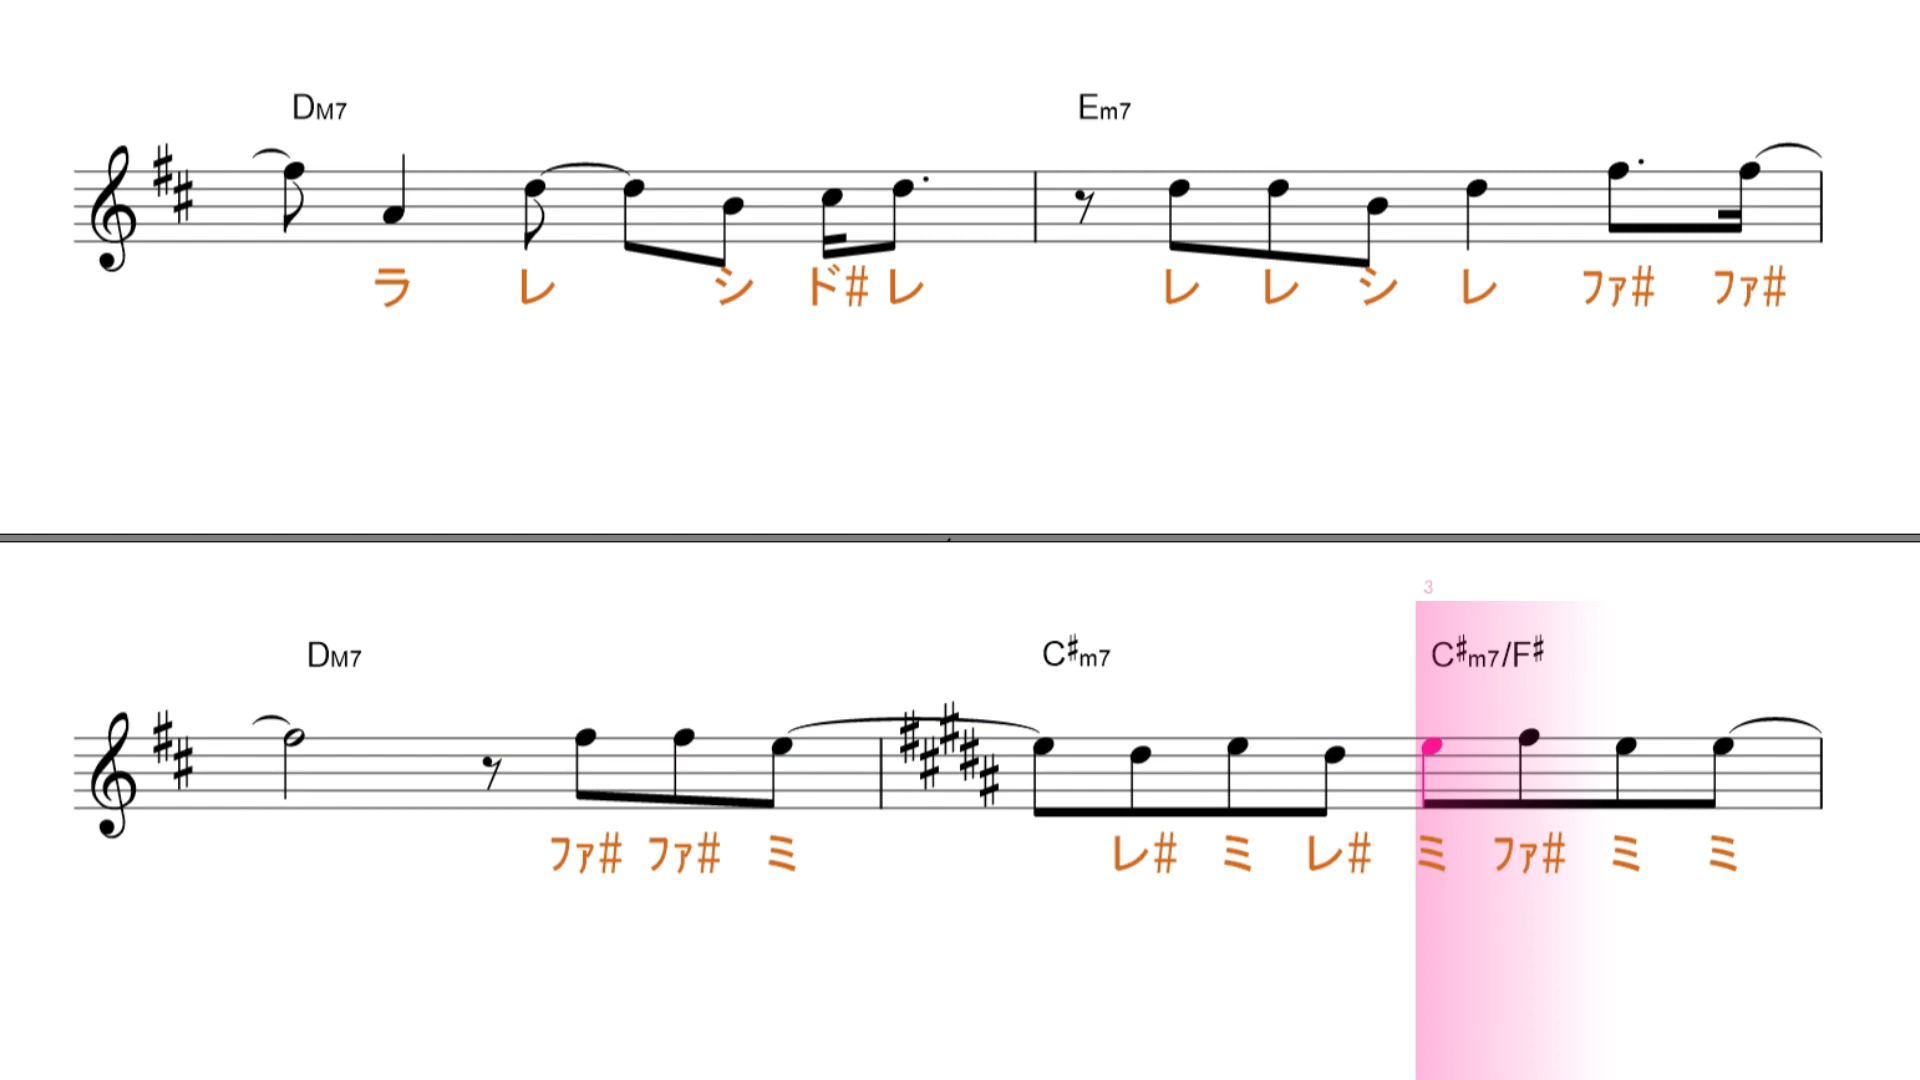 DM7 Em7
ラ レ シ ド# レ レ レ シ レ ファ# ファ#
3
DM7 C♯m7 C♯m7/F♯
ファ# ファ# ミ レ# ミ レ# ミ ファ# ミ ミ